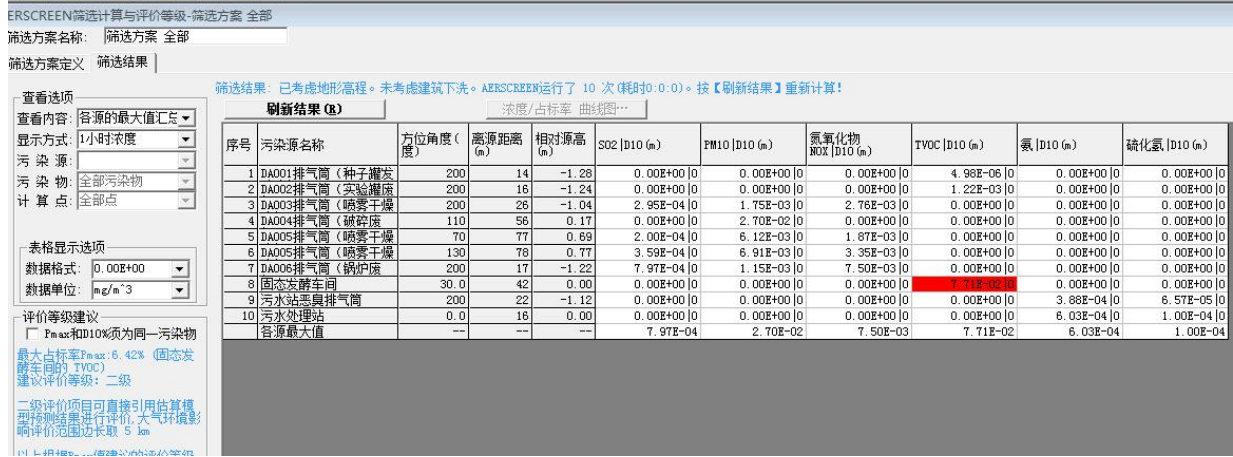 ERSCREEN筛选计算与评价等级-筛选方案 全部
筛选方案名称: 筛选方案 全部
筛选方案定义 筛选结果
筛选结果: 已考虑地形高程。未考虑建筑下洗。AERSCREEN运行了 10 次(耗时0:0:0)。按【刷新结果】重新计算!
刷新结果(R) 浓度/占标率 曲线图…
查看选项
查看内容: 各源的最大值汇总
显示方式: 1小时浓度
污 染 源:
污 染 物: 全部污染物
计 算 点: 全部点
表格显示选项
数据格式: 0.00E+00
数据单位: mg/m^3
评价等级建议
Pmax和D10%须为同一污染物
最大占标率Pmax:6.42% (固态发
酵车间的 TVOC)
建议评价等级: 二级
二级评价项目可直接引用估算模
型预测结果进行评价,大气环境影
响评价范围边长取 5 km
以上根据Pmax值建议的评价等级
序号 污染源名称 方位角度(度) 离源距离(m) 相对源高(m) SO2|D10(m) PM10|D10(m) 氮氧化物NOX|D10(m) TVOC|D10(m) 氨|D10(m) 硫化氢|D10(m)
1 DA001排气筒（种子罐发 200 14 -1.28 0.00E+00|0 0.00E+00|0 0.00E+00|0 4.98E-06|0 0.00E+00|0 0.00E+00|0
2 DA002排气筒（实验罐废 200 16 -1.24 0.00E+00|0 0.00E+00|0 0.00E+00|0 1.22E-03|0 0.00E+00|0 0.00E+00|0
3 DA003排气筒（喷雾干燥 200 26 -1.04 2.95E-04|0 1.75E-03|0 2.76E-03|0 0.00E+00|0 0.00E+00|0 0.00E+00|0
4 DA004排气筒（破碎废 110 56 0.17 0.00E+00|0 2.70E-02|0 0.00E+00|0 0.00E+00|0 0.00E+00|0 0.00E+00|0
5 DA005排气筒（喷雾干燥 70 77 0.69 2.00E-04|0 6.12E-03|0 1.87E-03|0 0.00E+00|0 0.00E+00|0 0.00E+00|0
6 DA005排气筒（喷雾干燥 130 78 0.77 3.59E-04|0 6.91E-03|0 3.35E-03|0 0.00E+00|0 0.00E+00|0 0.00E+00|0
7 DA006排气筒（锅炉废 200 17 -1.22 7.97E-04|0 1.15E-03|0 7.50E-03|0 0.00E+00|0 0.00E+00|0 0.00E+00|0
8 固态发酵车间 30.0 42 0.00 0.00E+00|0 0.00E+00|0 0.00E+00|0 7.71E-02|0 0.00E+00|0 0.00E+00|0
9 污水站恶臭排气筒 200 22 -1.12 0.00E+00|0 0.00E+00|0 0.00E+00|0 0.00E+00|0 3.88E-04|0 6.57E-05|0
10 污水处理站 0.0 16 0.00 0.00E+00|0 0.00E+00|0 0.00E+00|0 0.00E+00|0 6.03E-04|0 1.00E-04|0
各源最大值 -- -- -- 7.97E-04 2.70E-02 7.50E-03 7.71E-02 6.03E-04 1.00E-04